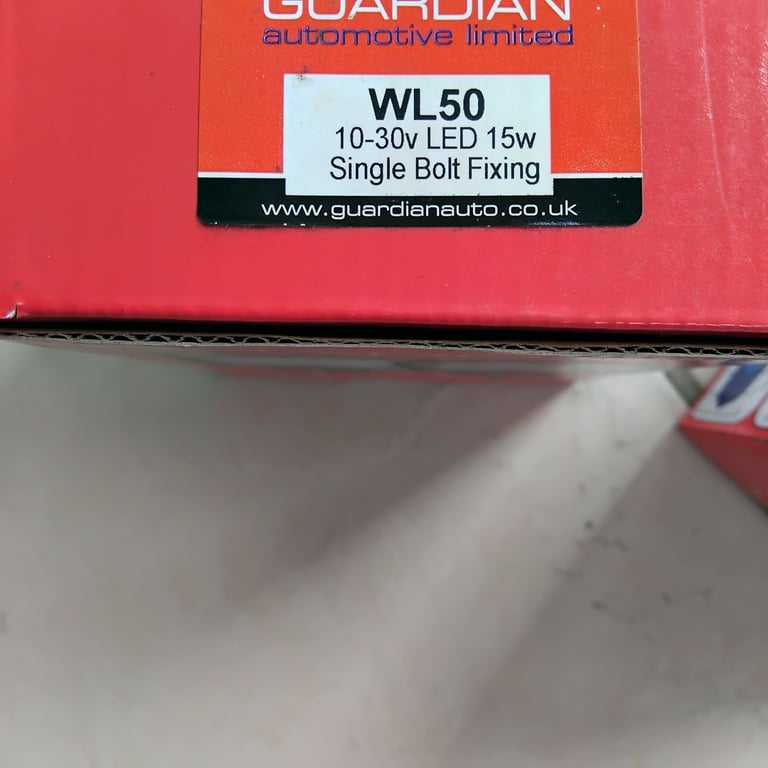 GUARDIAN
automotive limited
WL50
10-30v LED 15w
Single Bolt Fixing
www.guardianauto.co.uk